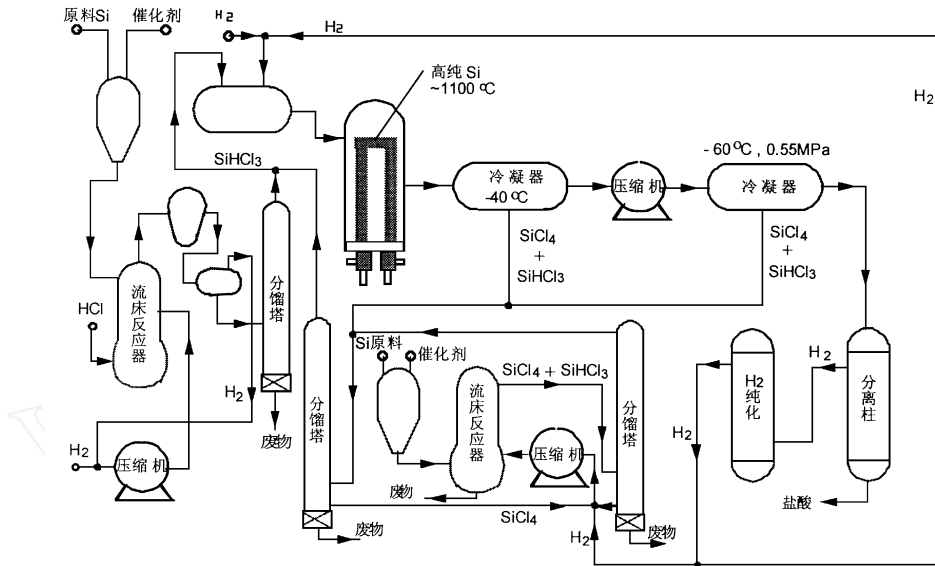 原料Si
催化剂
H2
H2
H2
高纯 Si
~1100 ℃
SiHCl3
冷凝器
-40℃
压缩机
- 60℃ , 0.55MPa
冷凝器
SiCl4
+
SiHCl3
SiCl4
+
SiHCl3
HCl
流床反应器
分馏塔
H2
废物
H2
压缩机
分馏塔
SiCl4
废物
Si原料
催化剂
SiCl4 + SiHCl3
流床反应器
压缩机
废物
分馏塔
H2
废物
H2
H2
纯化
H2
分离柱
盐酸